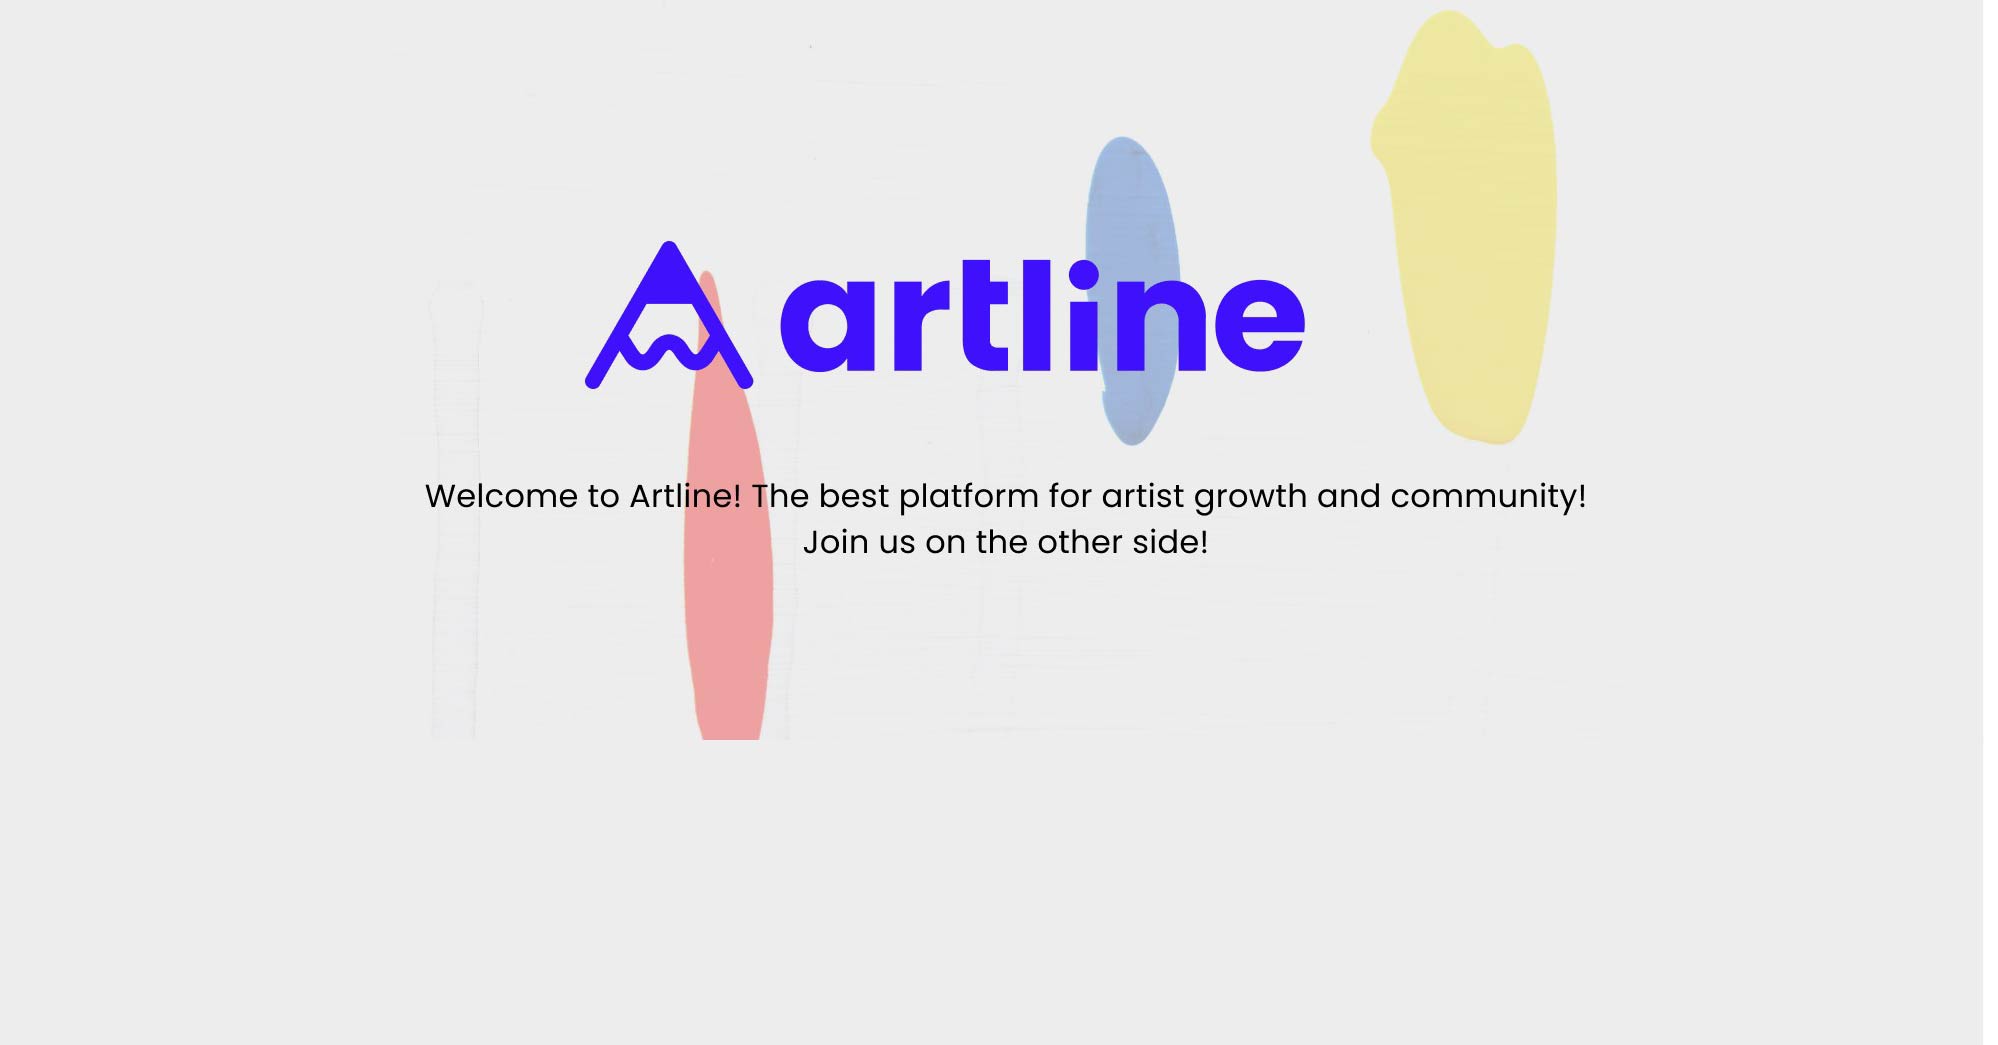 artline
Welcome to Artline! The best platform for artist growth and community!
Join us on the other side!